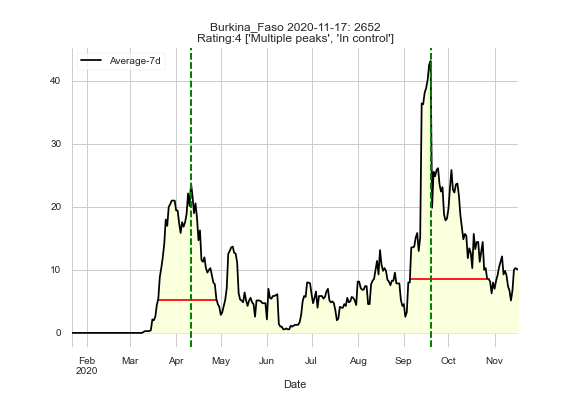 Burkina_Faso 2020-11-17: 2652
Rating:4 ['Multiple peaks', 'In control']
Average-7d
40
30
20
10
0
Feb Mar Apr May Jun Jul Aug Sep Oct Nov
2020
Date